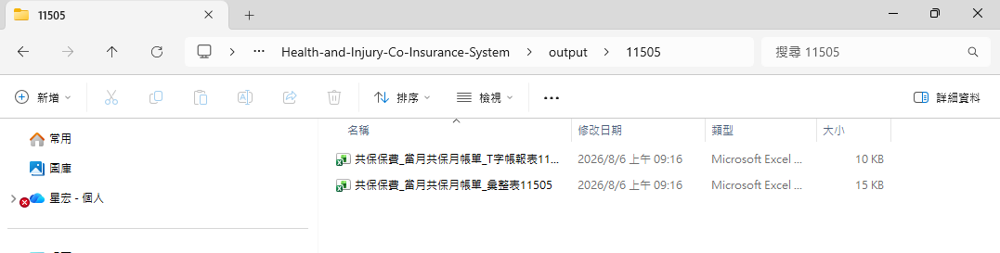 11505
Health-and-Injury-Co-Insurance-System
output
11505
搜尋 11505
新增
排序
檢視
詳細資料
名稱
修改日期
類型
大小
常用
圖庫
星宏 - 個人
共保保費_當月共保月帳單_T字帳報表11...
2026/8/6 上午 09:16
Microsoft Excel ...
10 KB
共保保費_當月共保月帳單_彙整表11505
2026/8/6 上午 09:16
Microsoft Excel ...
15 KB